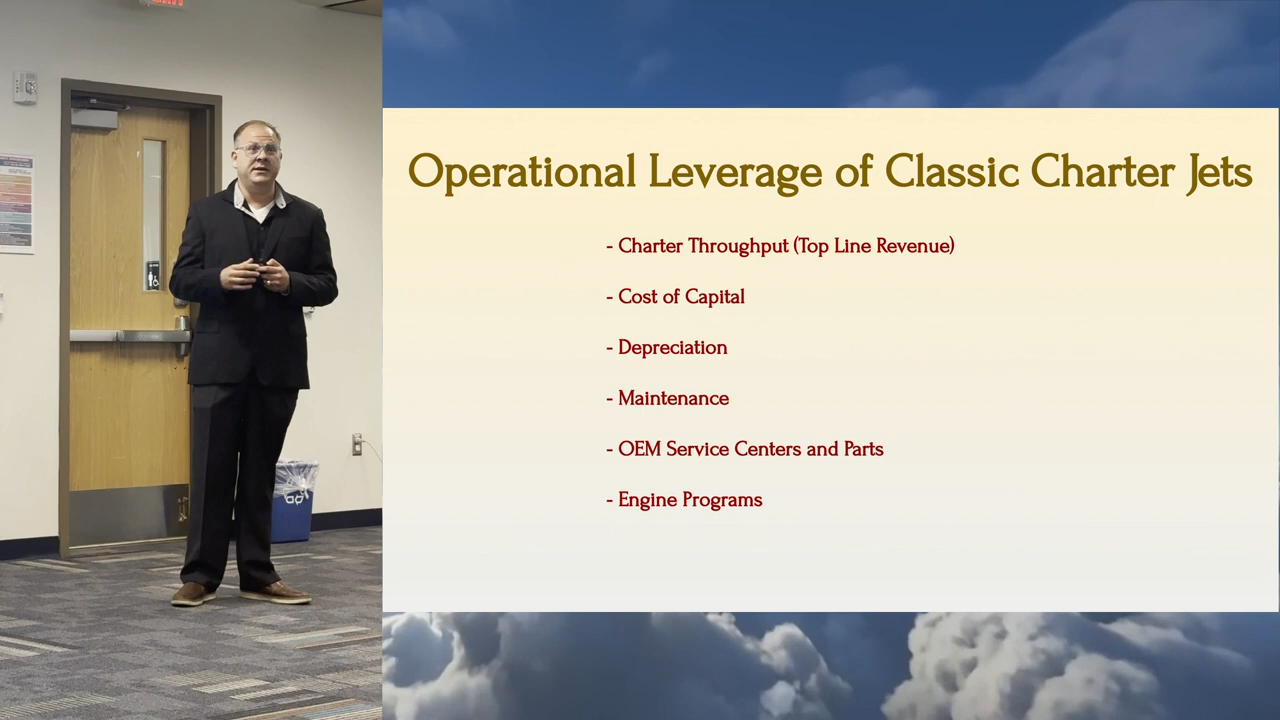 Operational Leverage of Classic Charter Jets
- Charter Throughput (Top Line Revenue)
- Cost of Capital
- Depreciation
- Maintenance
- OEM Service Centers and Parts
- Engine Programs